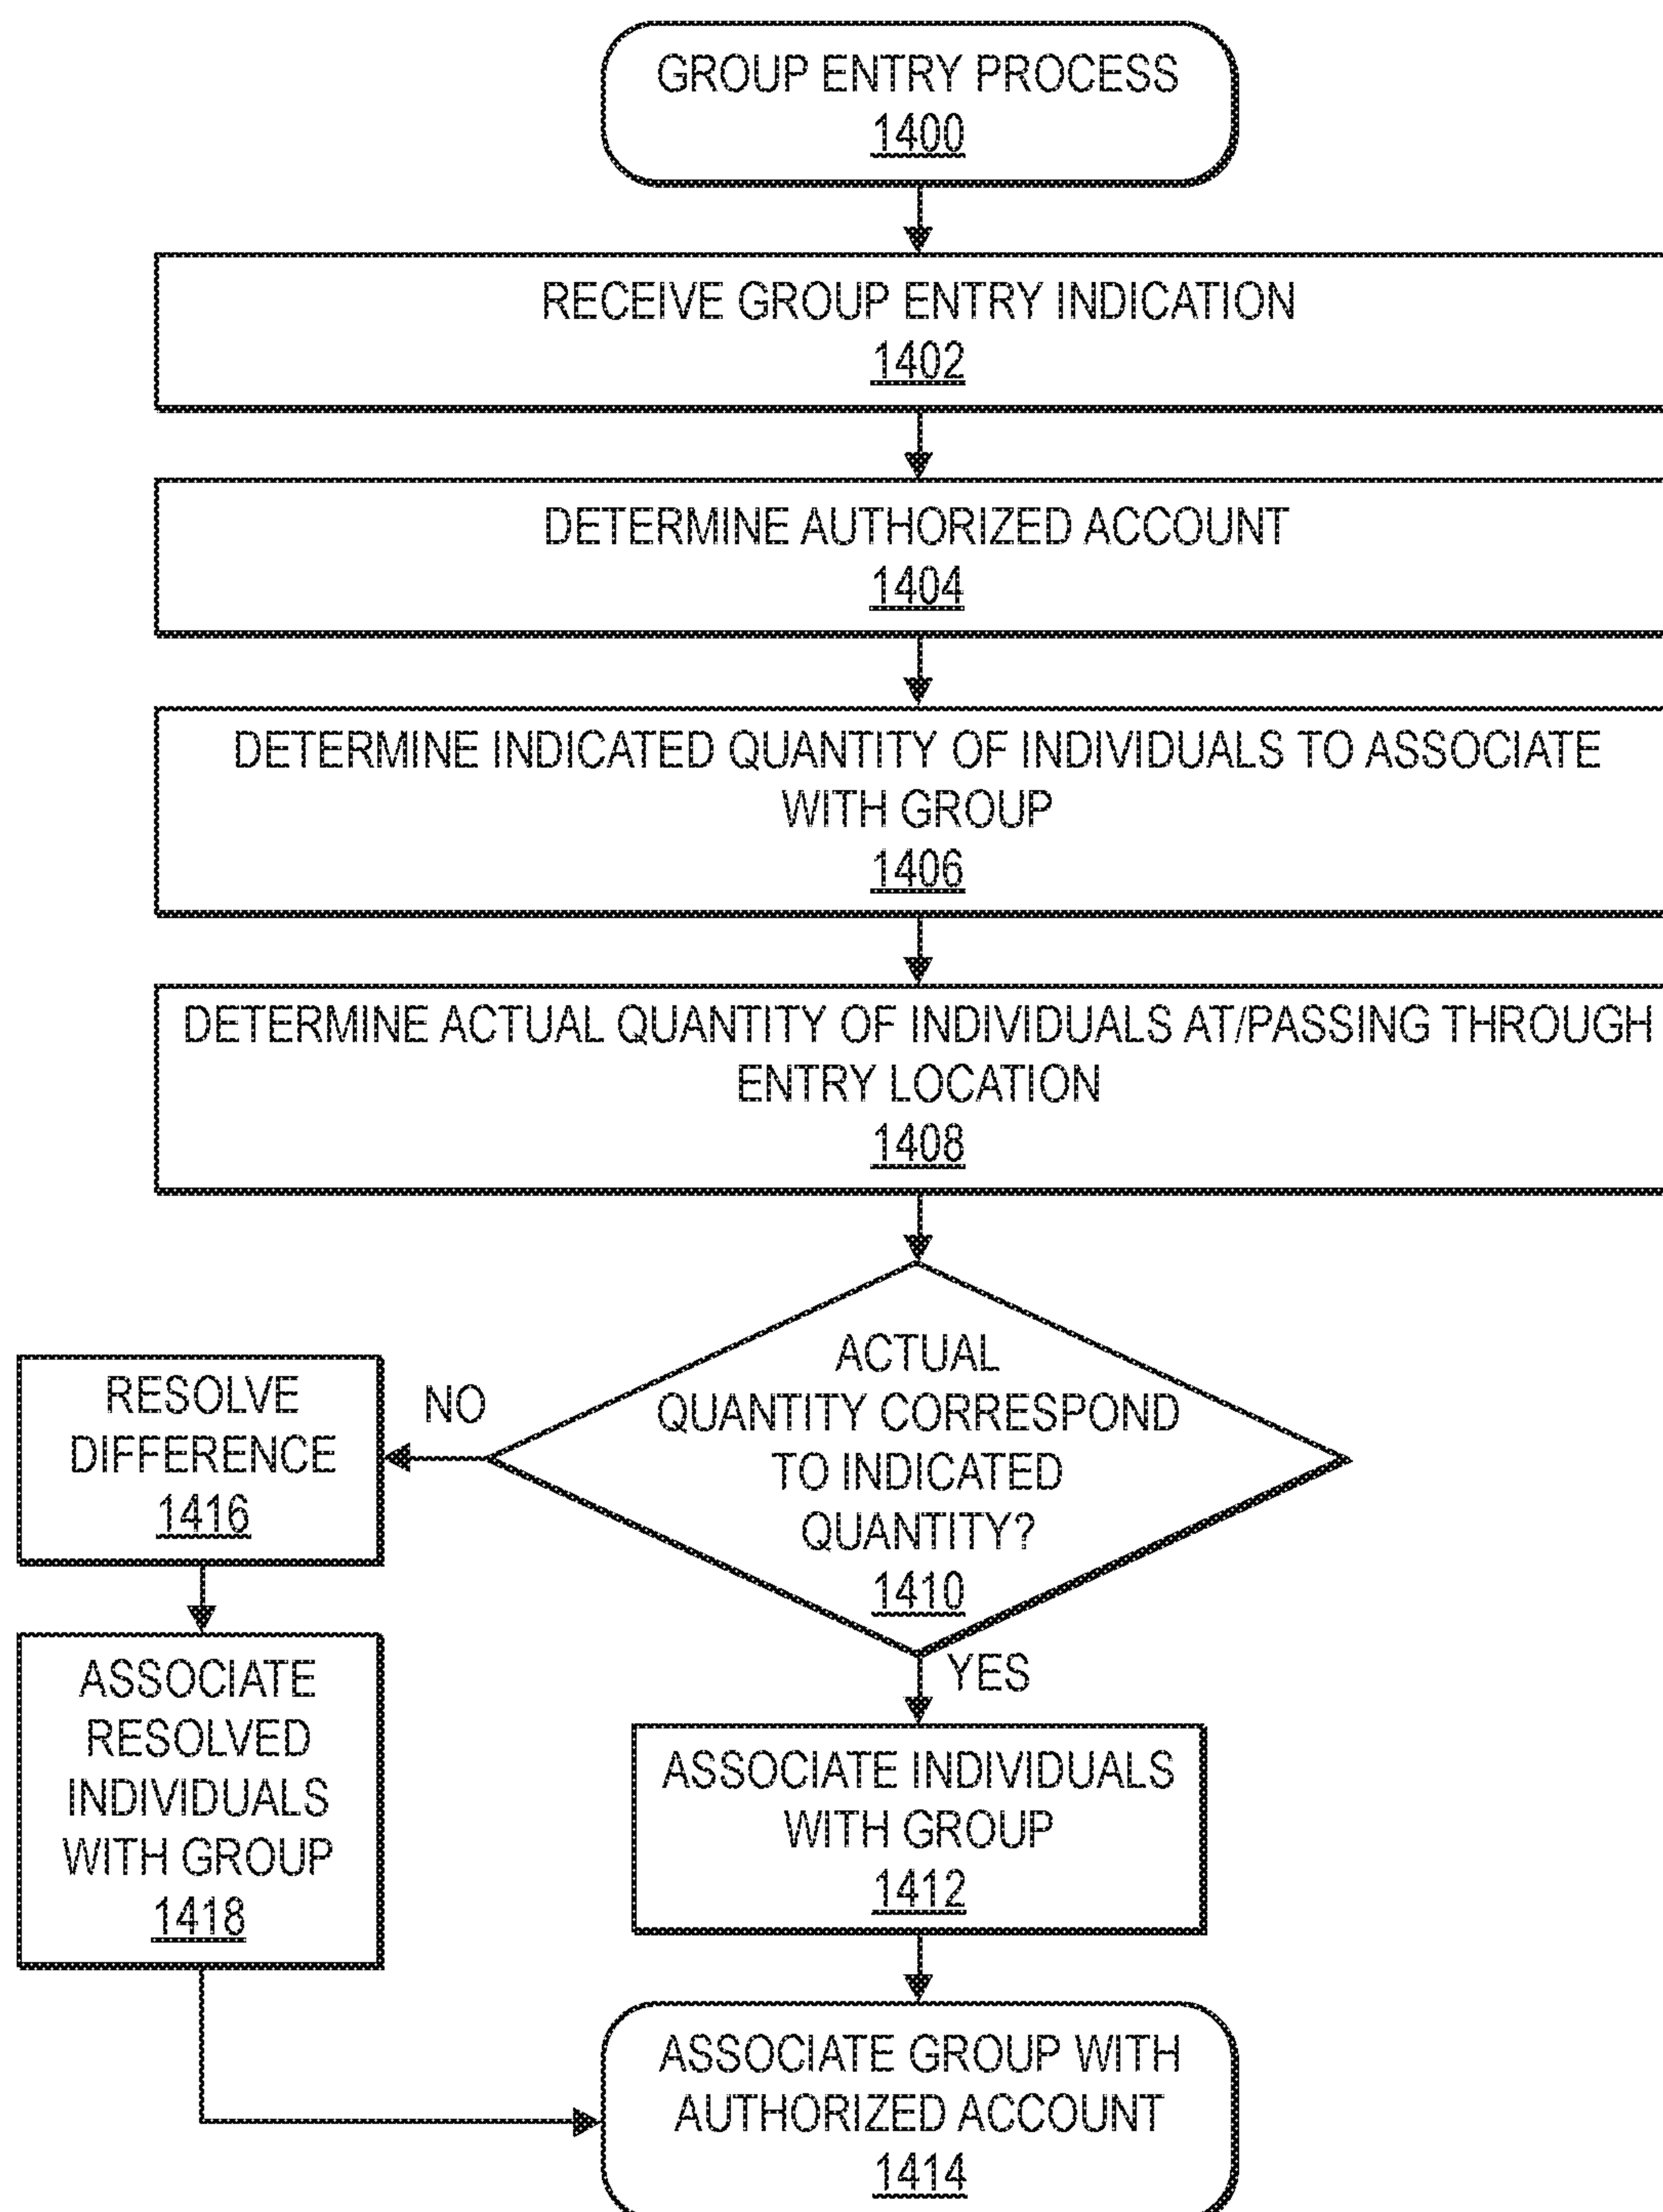 GROUP ENTRY PROCESS
1400
RECEIVE GROUP ENTRY INDICATION
1402
DETERMINE AUTHORIZED ACCOUNT
1404
DETERMINE INDICATED QUANTITY OF INDIVIDUALS TO ASSOCIATE
WITH GROUP
1406
DETERMINE ACTUAL QUANTITY OF INDIVIDUALS AT/PASSING THROUGH
ENTRY LOCATION
1408
ACTUAL
QUANTITY CORRESPOND
TO INDICATED
QUANTITY?
1410
NO
RESOLVE
DIFFERENCE
1416
ASSOCIATE
RESOLVED
INDIVIDUALS
WITH GROUP
1418
YES
ASSOCIATE INDIVIDUALS
WITH GROUP
1412
ASSOCIATE GROUP WITH
AUTHORIZED ACCOUNT
1414